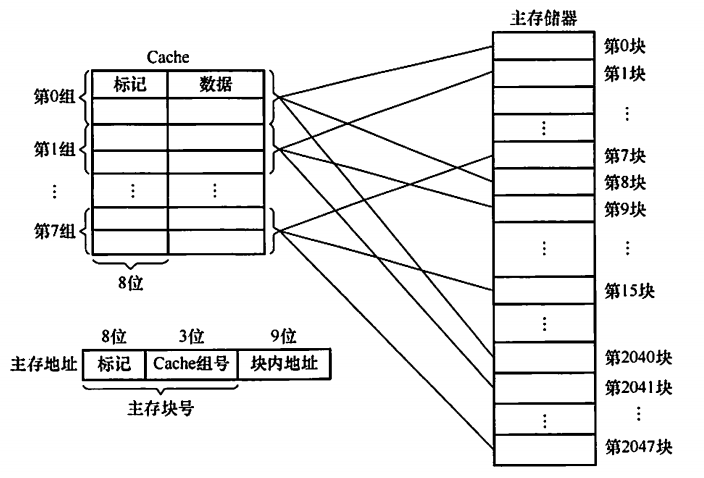 主存储器
Cache
标记 数据
第0组
第1组
⋮ ⋮ ⋮
第7组
8位
第0块
第1块
⋮
⋮
第7块
第8块
第9块
⋮ ⋮
第15块
⋮
第2040块
第2041块
⋮ ⋮
第2047块
8位 3位 9位
主存地址 标记 Cache组号 块内地址
主存块号